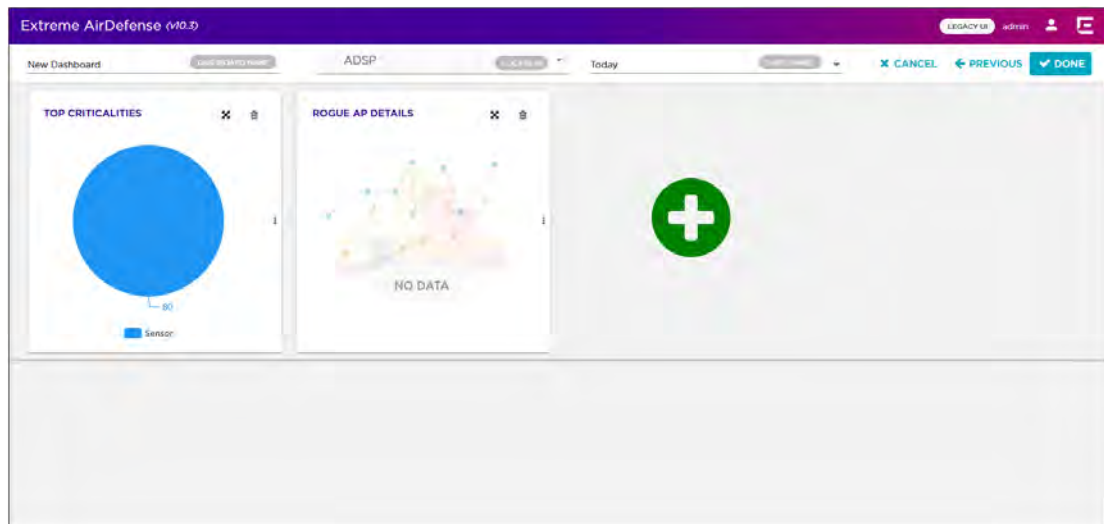 Extreme AirDefense (v10.3)
LEGACY UI admin
New Dashboard ADSP Today CANCEL PREVIOUS DONE
TOP CRITICALITIES ROGUE AP DETAILS
NO DATA
80
Sensor